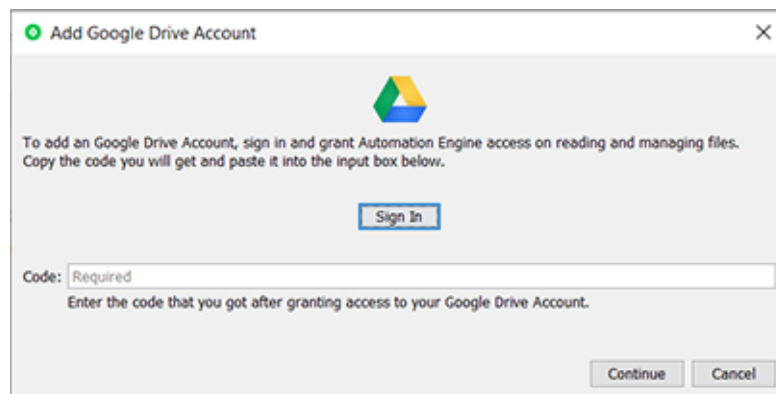 Add Google Drive Account
To add an Google Drive Account, sign in and grant Automation Engine access on reading and managing files.
Copy the code you will get and paste it into the input box below.
Sign In
Code: Required
Enter the code that you got after granting access to your Google Drive Account.
Continue Cancel